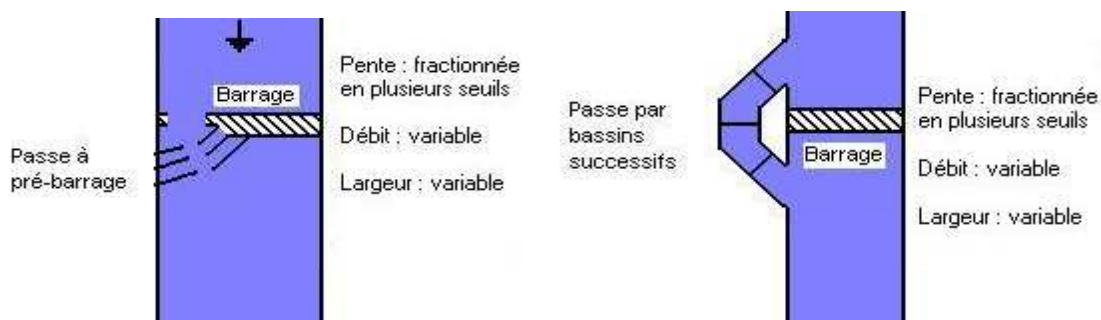 Passe à
pré-barrage
Barrage
Pente : fractionnée
en plusieurs seuils
Débit : variable
Largeur : variable
Passe par
bassins
successifs
Barrage
Pente : fractionnée
en plusieurs seuils
Débit : variable
Largeur : variable